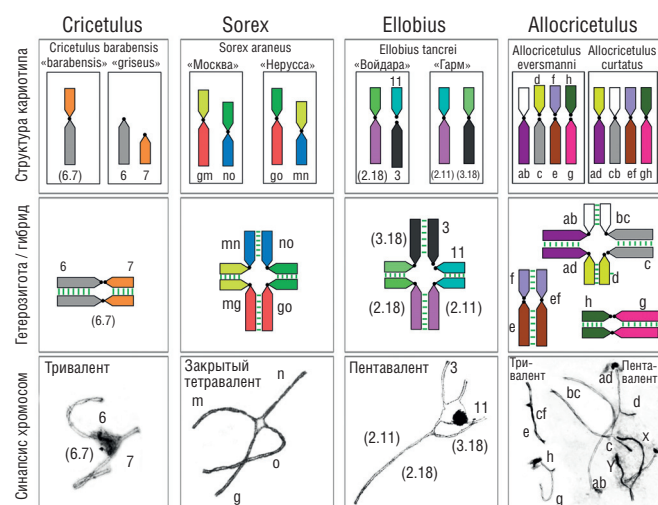 Cricetulus
Sorex
Ellobius
Allocricetulus
Структура кариотипа
Cricetulus barabensis
«barabensis» «griseus»
(6.7)
6
7
Sorex araneus
«Москва» «Нерусса»
gm
no
go
mn
Ellobius tancrei
«Войдара» «Гарм»
11
(2.18)
3
(2.11)
(3.18)
Allocricetulus
eversmanni
d
f
h
ab
c
e
g
Allocricetulus
curtatus
ad
cb
ef
gh
Гетерозигота / гибрид
6
7
(6.7)
mn
no
mg
go
(3.18)
3
11
(2.18)
(2.11)
ab
bc
ad
d
c
f
ef
e
h
g
Синапсис хромосом
Тривалент
6
(6.7)
7
Закрытый
тетравалент
n
m
o
g
Пентавалент
3
11
(2.11)
(3.18)
(2.18)
Три-
валент
cf
e
h
g
Пента-
валент
ad
bc
d
c
X
Y
ab